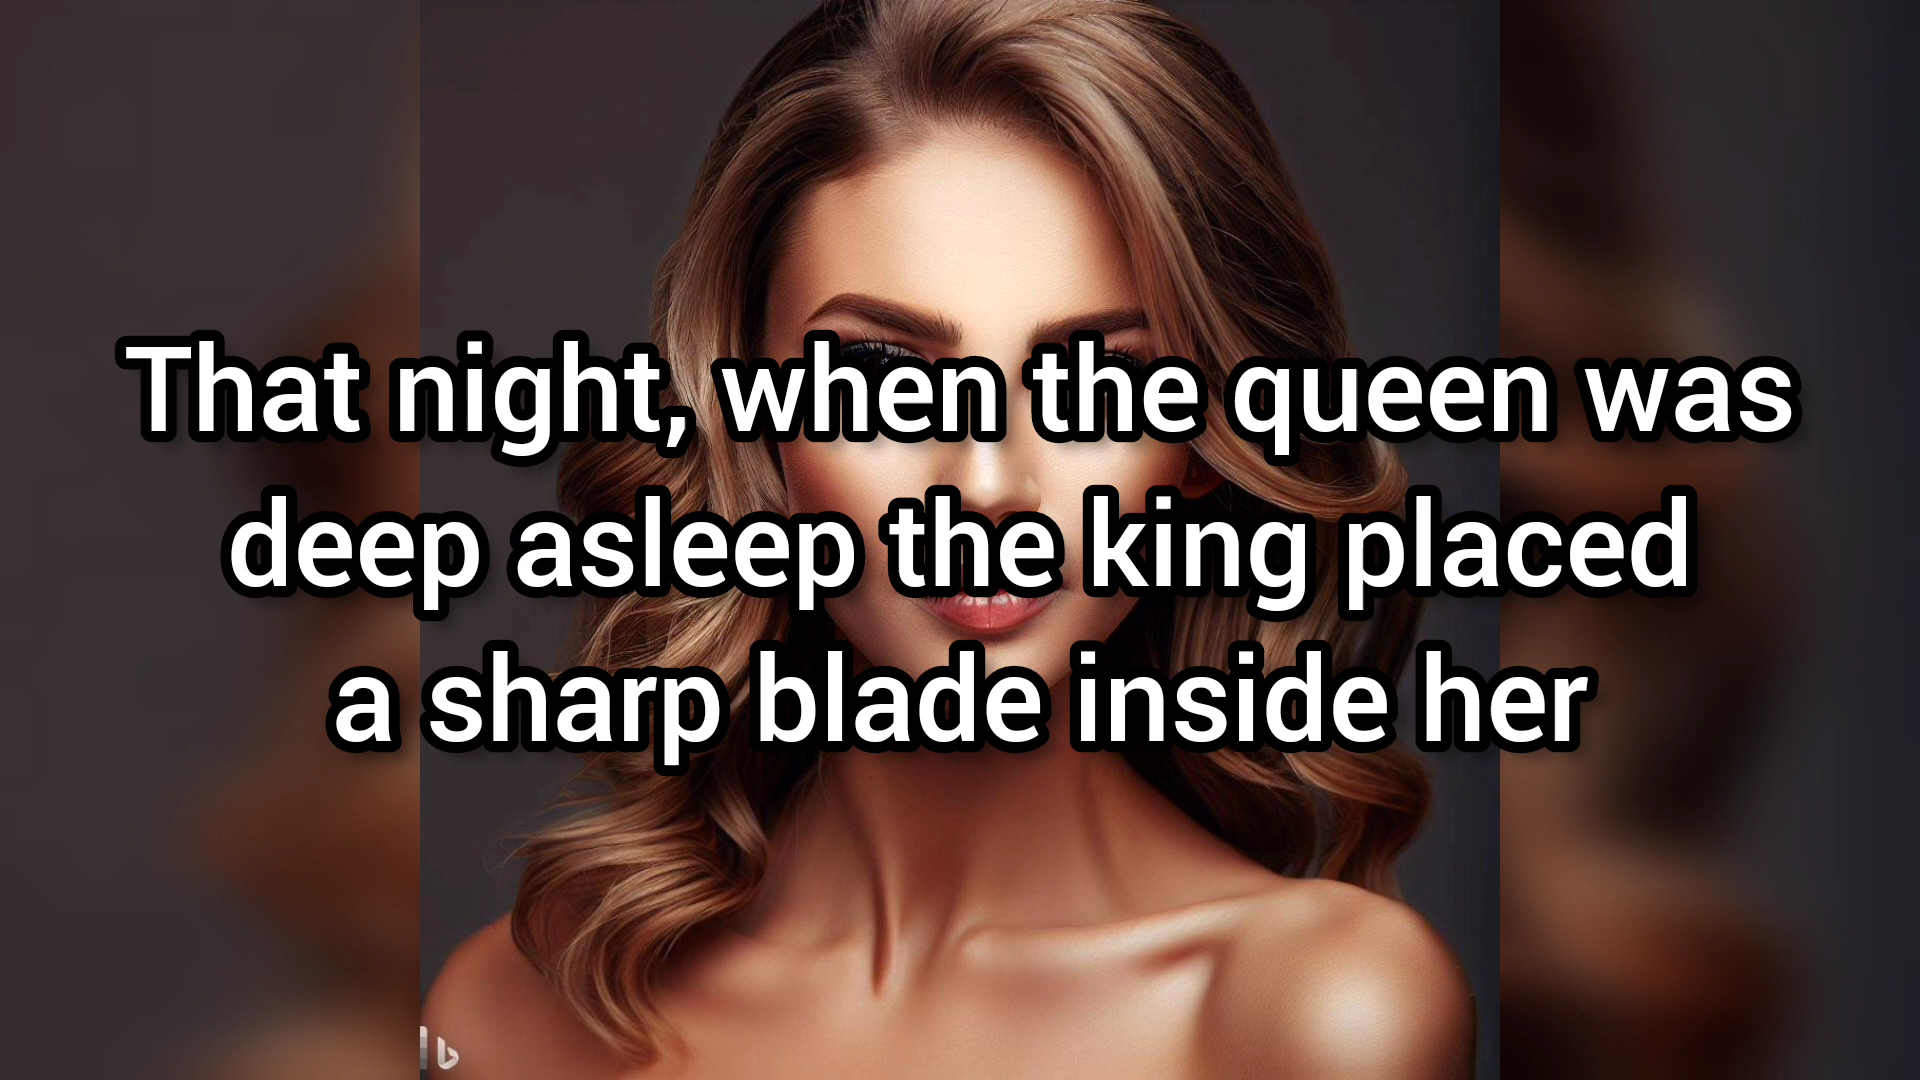 That night, when the queen was
deep asleep the king placed
a sharp blade inside her